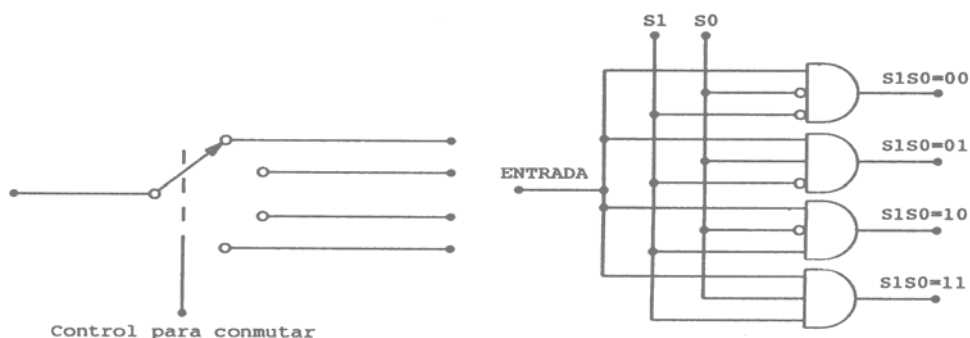 S1 S0
S1S0=00
S1S0=01
ENTRADA
S1S0=10
S1S0=11
Control para conmutar